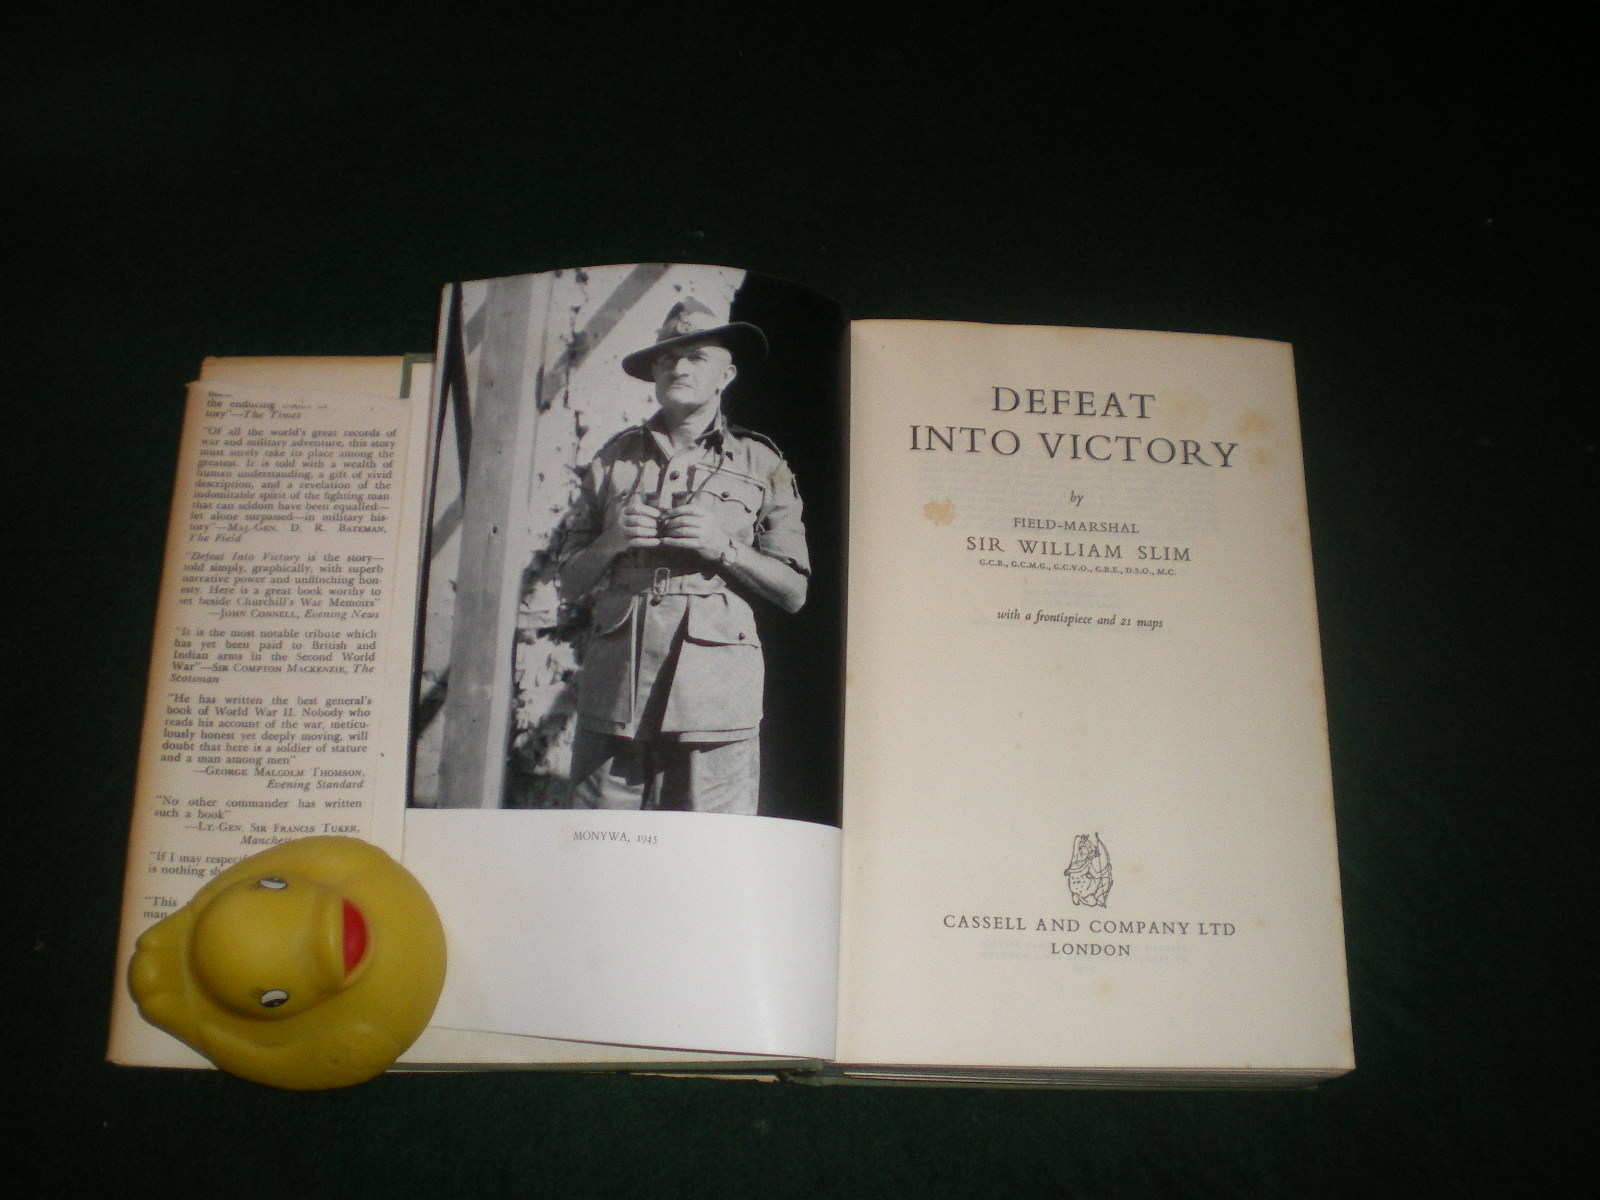 the enduring
tory"—The Times
"Of all the world's great records of
war and military adventure, this story
must surely take its place among the
greatest. It is told with a wealth of
human understanding, a gift of vivid
description, and a revelation of the
indomitable spirit of the fighting man
that can seldom have been equalled—
let alone surpassed—in military his-
tory"—MAJ.-GEN. D. R. BATEMAN,
The Field
"Defeat Into Victory is the story—
told simply, graphically, with superb
narrative power and unflinching hon-
esty. Here is a great book worthy to
set beside Churchill's War Memoirs"
—JOHN CONNELL, Evening News
"It is the most notable tribute which
has yet been paid to British and
Indian arms in the Second World
War"—SIR COMPTON MACKENZIE, The
Scotsman
"He has written the best general's
book of World War II. Nobody who
reads his account of the war, meticu-
lously honest yet deeply moving, will
doubt that here is a soldier of stature
and a man among men"
—GEORGE MALCOLM THOMSON,
Evening Standard
"No other commander has written
such a book"
—LT.-GEN. SIR FRANCIS TUKER,
"If I may
is nothing
"This
man
MONYWA, 1945
DEFEAT
INTO VICTORY
by
FIELD-MARSHAL
SIR WILLIAM SLIM
G.C.B., G.C.M.G., G.C.V.O., G.B.E., D.S.O., M.C.
with a frontispiece and 21 maps
CASSELL AND COMPANY LTD
LONDON